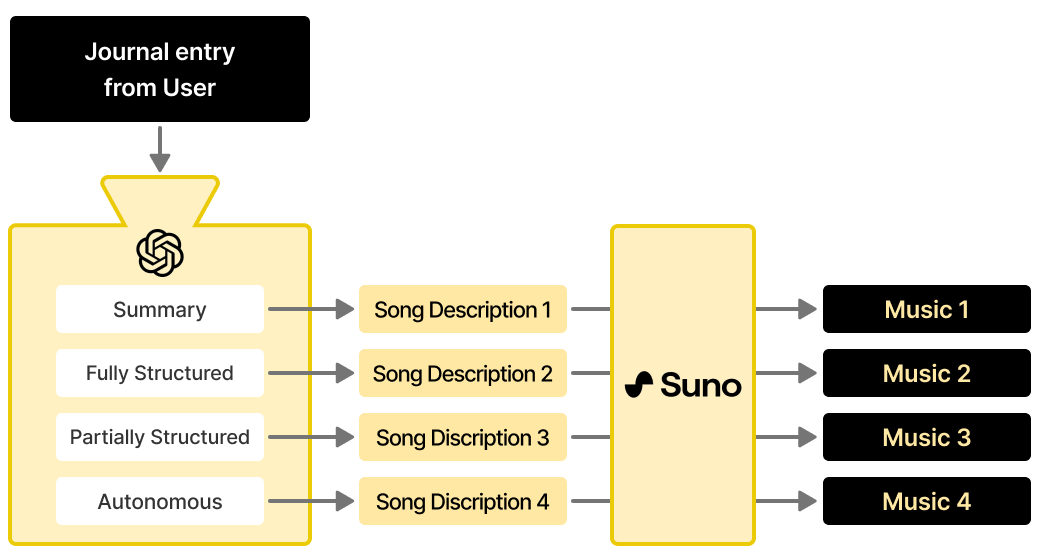 Journal entry
from User
Summary
Song Description 1
Music 1
Fully Structured
Song Description 2
Music 2
Suno
Partially Structured
Song Discription 3
Music 3
Autonomous
Song Discription 4
Music 4